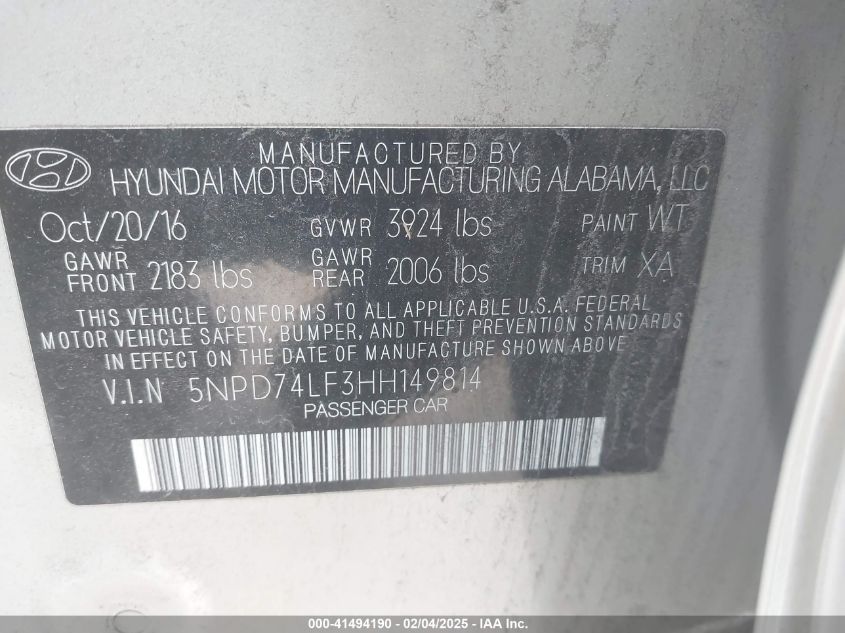 MANUFACTURED BY
HYUNDAI MOTOR MANUFACTURING ALABAMA, LLC
Oct/20/16 GVWR 3924 lbs PAINT WT
GAWR FRONT 2183 lbs GAWR REAR 2006 lbs TRIM XA
THIS VEHICLE CONFORMS TO ALL APPLICABLE U.S.A. FEDERAL
MOTOR VEHICLE SAFETY, BUMPER, AND THEFT PREVENTION STANDARDS
IN EFFECT ON THE DATE OF MANUFACTURE SHOWN ABOVE
V.I.N 5NPD74LF3HH149814
PASSENGER CAR
000-41494190 - 02/04/2025 - IAA Inc.